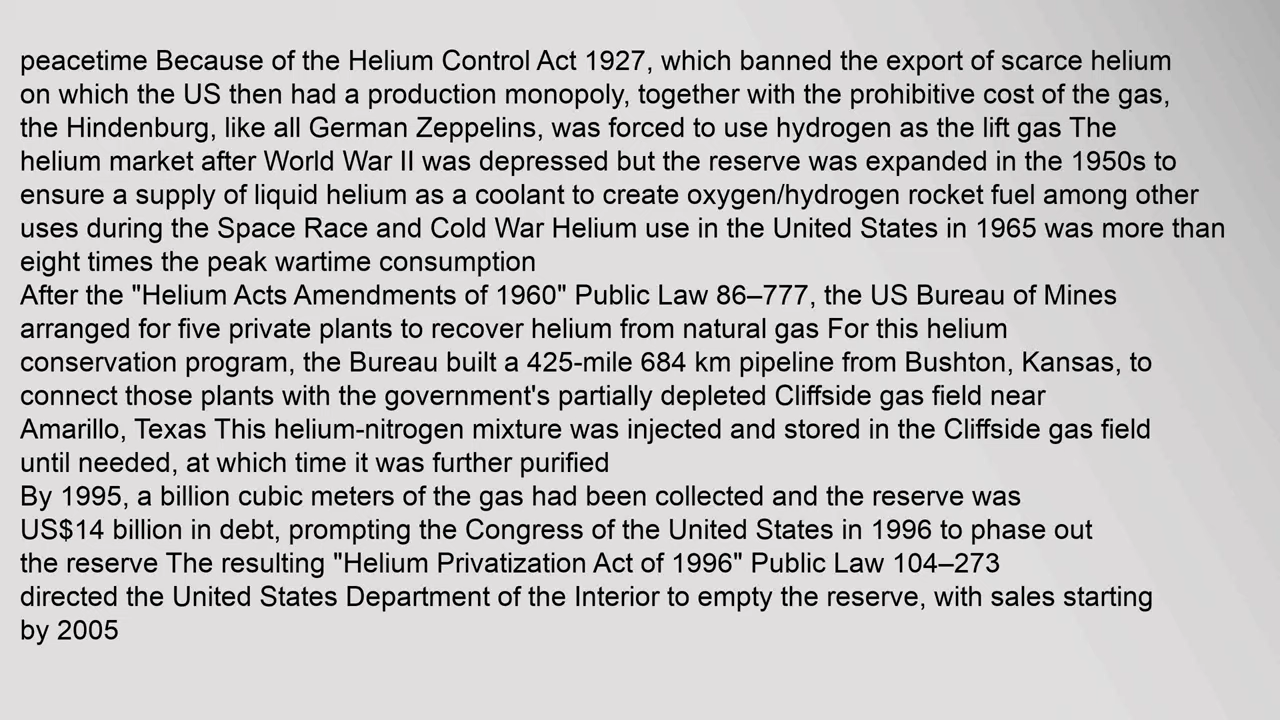 peacetime Because of the Helium Control Act 1927, which banned the export of scarce helium
on which the US then had a production monopoly, together with the prohibitive cost of the gas,
the Hindenburg, like all German Zeppelins, was forced to use hydrogen as the lift gas The
helium market after World War II was depressed but the reserve was expanded in the 1950s to
ensure a supply of liquid helium as a coolant to create oxygen/hydrogen rocket fuel among other
uses during the Space Race and Cold War Helium use in the United States in 1965 was more than
eight times the peak wartime consumption
After the "Helium Acts Amendments of 1960" Public Law 86–777, the US Bureau of Mines
arranged for five private plants to recover helium from natural gas For this helium
conservation program, the Bureau built a 425-mile 684 km pipeline from Bushton, Kansas, to
connect those plants with the government's partially depleted Cliffside gas field near
Amarillo, Texas This helium-nitrogen mixture was injected and stored in the Cliffside gas field
until needed, at which time it was further purified
By 1995, a billion cubic meters of the gas had been collected and the reserve was
US$14 billion in debt, prompting the Congress of the United States in 1996 to phase out
the reserve The resulting "Helium Privatization Act of 1996" Public Law 104–273
directed the United States Department of the Interior to empty the reserve, with sales starting
by 2005